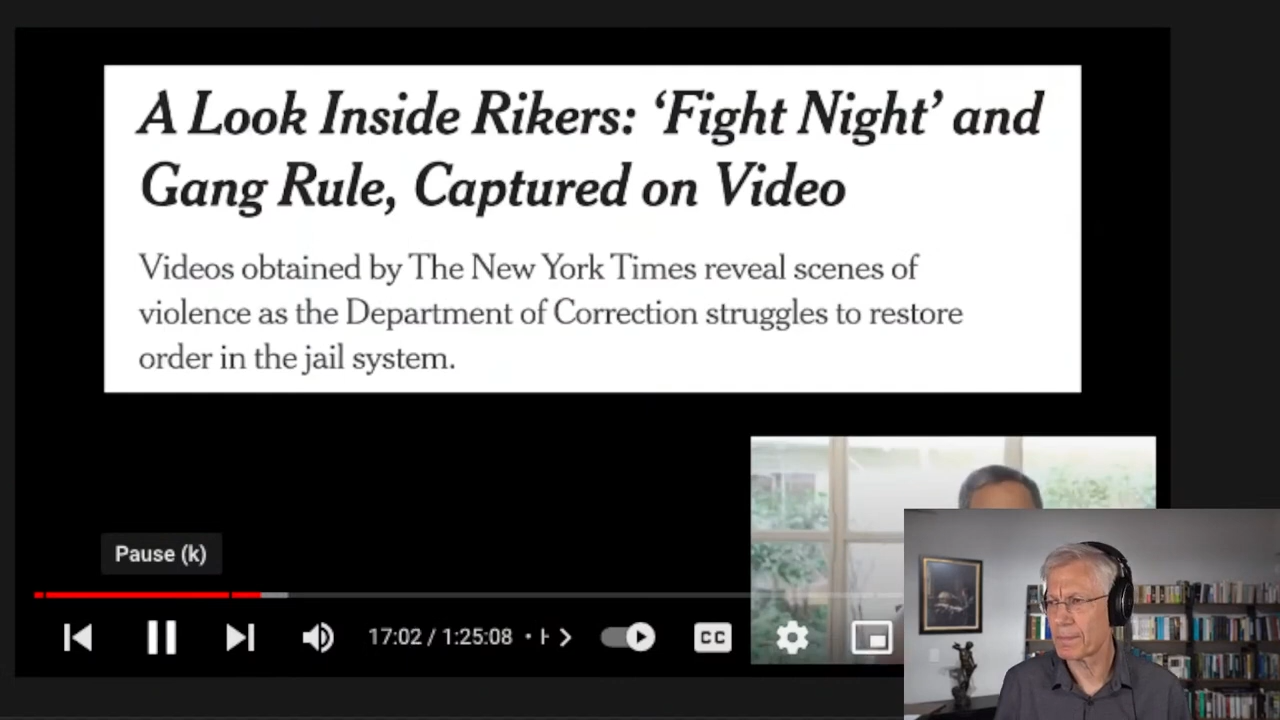 A Look Inside Rikers: ‘Fight Night’ and
Gang Rule, Captured on Video
Videos obtained by The New York Times reveal scenes of
violence as the Department of Correction struggles to restore
order in the jail system.
Pause (k)
17:02 / 1:25:08 •
CC